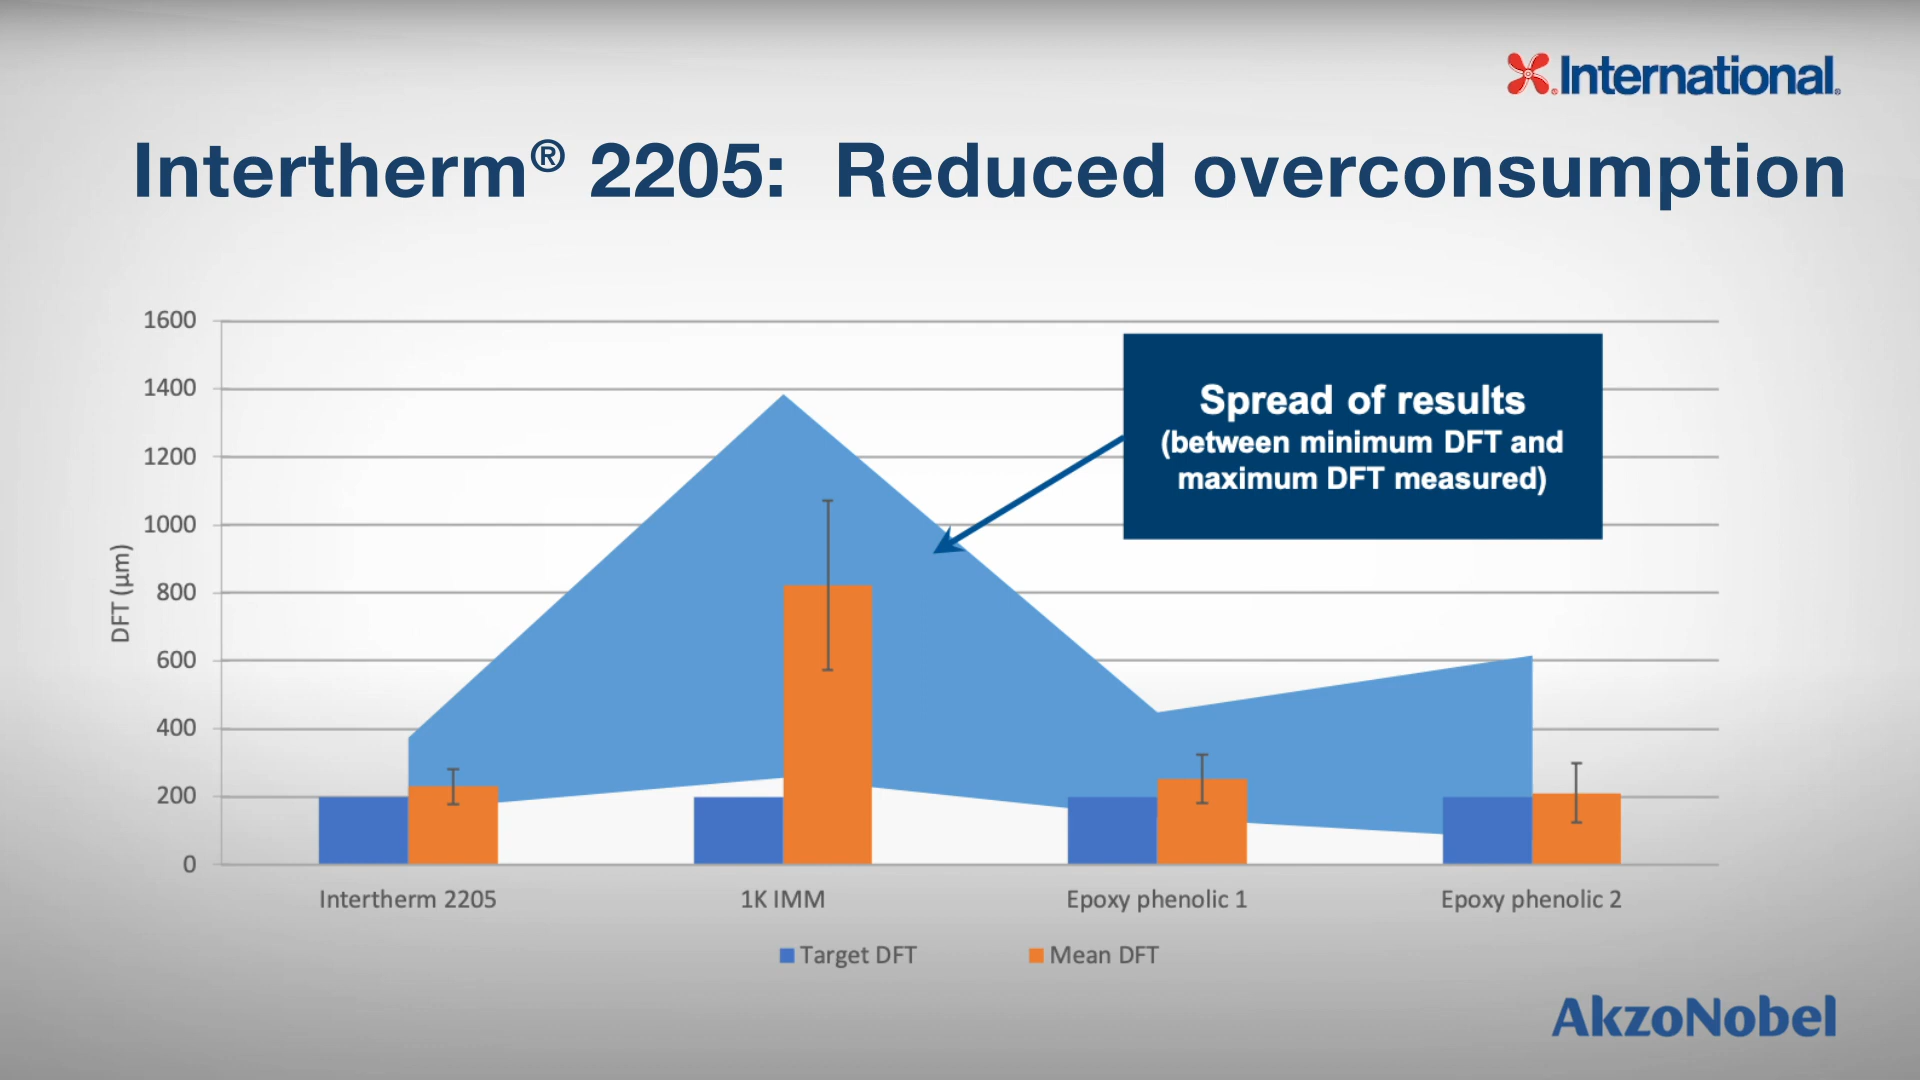 International
Intertherm® 2205: Reduced overconsumption
1600
1400
1200
1000
800
600
400
200
0
DFT (µm)
Spread of results
(between minimum DFT and
maximum DFT measured)
Intertherm 2205
1K IMM
Epoxy phenolic 1
Epoxy phenolic 2
Target DFT
Mean DFT
AkzoNobel